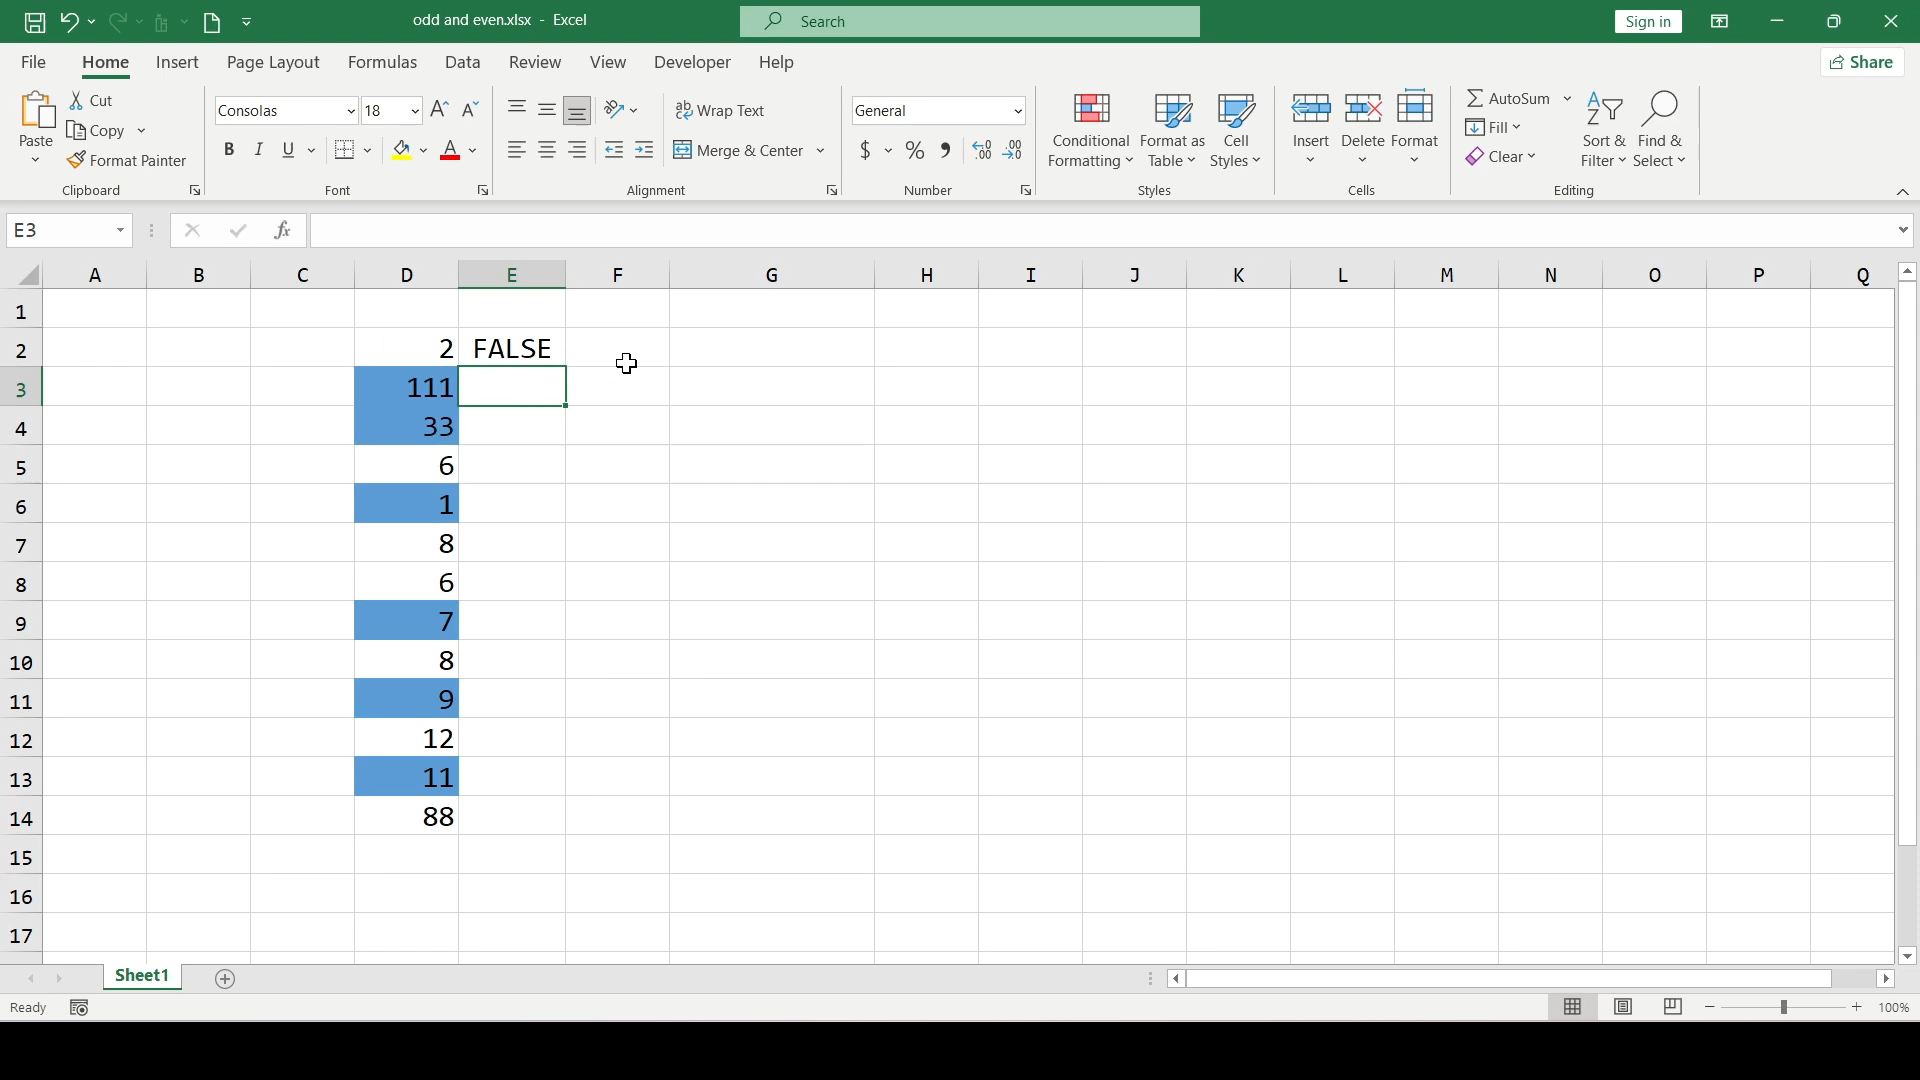 odd and even.xlsx - Excel
Search
Sign in
File Home Insert Page Layout Formulas Data Review View Developer Help
Share
Paste
Cut
Copy
Format Painter
Clipboard
Consolas 18
B I U
Font
Wrap Text
Merge & Center
Alignment
General
$ % ,
Number
Conditional Formatting
Format as Table
Cell Styles
Styles
Insert
Delete
Format
Cells
AutoSum
Fill
Clear
Sort & Filter
Find & Select
Editing
E3
fx
A B C D E F G H I J K L M N O P Q
1
2 2 FALSE
3 111
4 33
5 6
6 1
7 8
8 6
9 7
10 8
11 9
12 12
13 11
14 88
15
16
17
Sheet1
Ready
100%